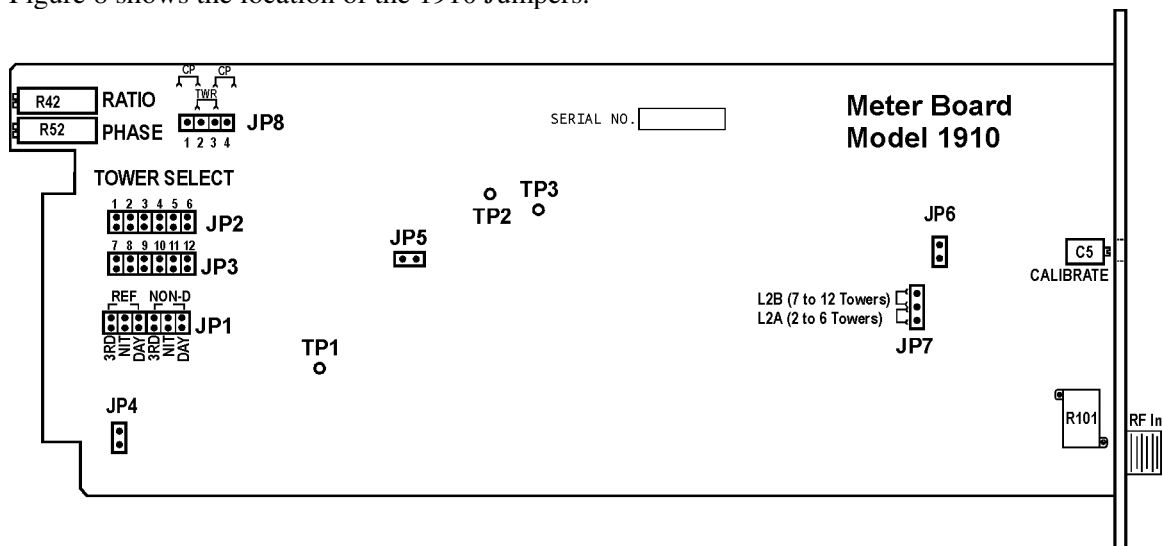 Figure 6 shows the location of the 1910 Jumpers.
CP CP
TWR
R42 RATIO
R52 PHASE
JP8
1 2 3 4
SERIAL NO.
Meter Board
Model 1910
TOWER SELECT
1 2 3 4 5 6
JP2
7 8 9 10 11 12
JP3
REF NON-D
JP1
3RD NIT DAY 3RD NIT DAY
JP4
TP1
JP5
TP2
TP3
JP6
C5
CALIBRATE
L2B (7 to 12 Towers)
L2A (2 to 6 Towers)
JP7
R101
RF In